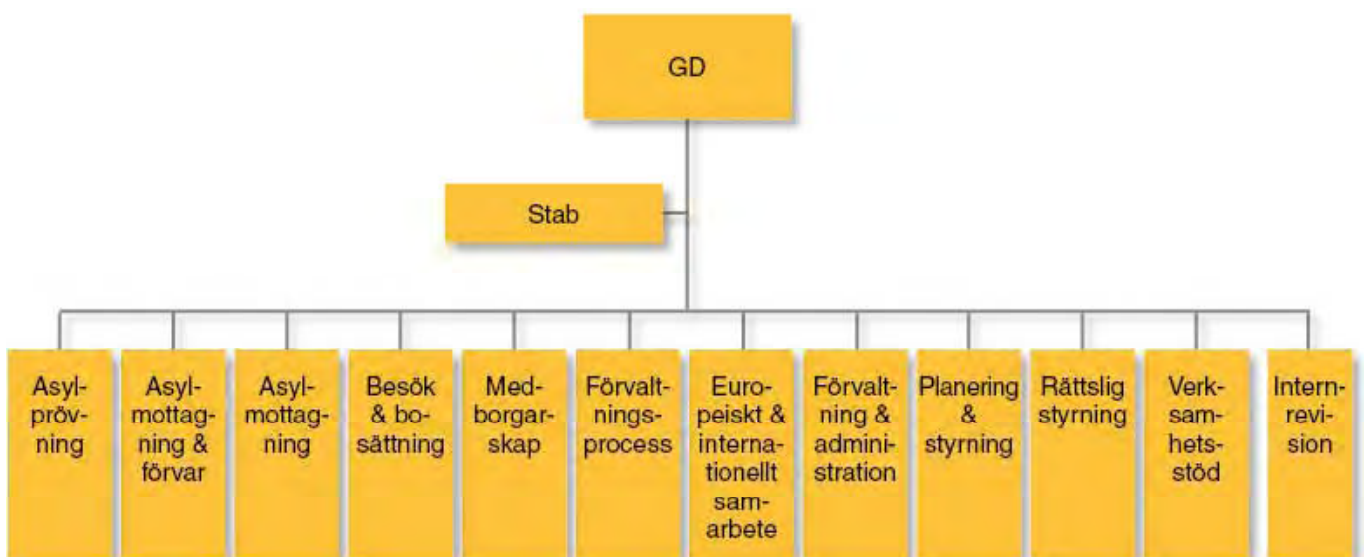 GD
Stab
Asyl-
pröv-
ning
Asyl-
mottag-
ning &
förvar
Asyl-
mottag-
ning
Besök
& bo-
sättning
Med-
borgar-
skap
Förvalt-
nings-
process
Euro-
peiskt &
interna-
tionellt
sam-
arbete
Förvalt-
ning &
admini-
stration
Planering
&
styrning
Rättslig
styrning
Verk-
sam-
hets-
stöd
Intern-
revi-
sion